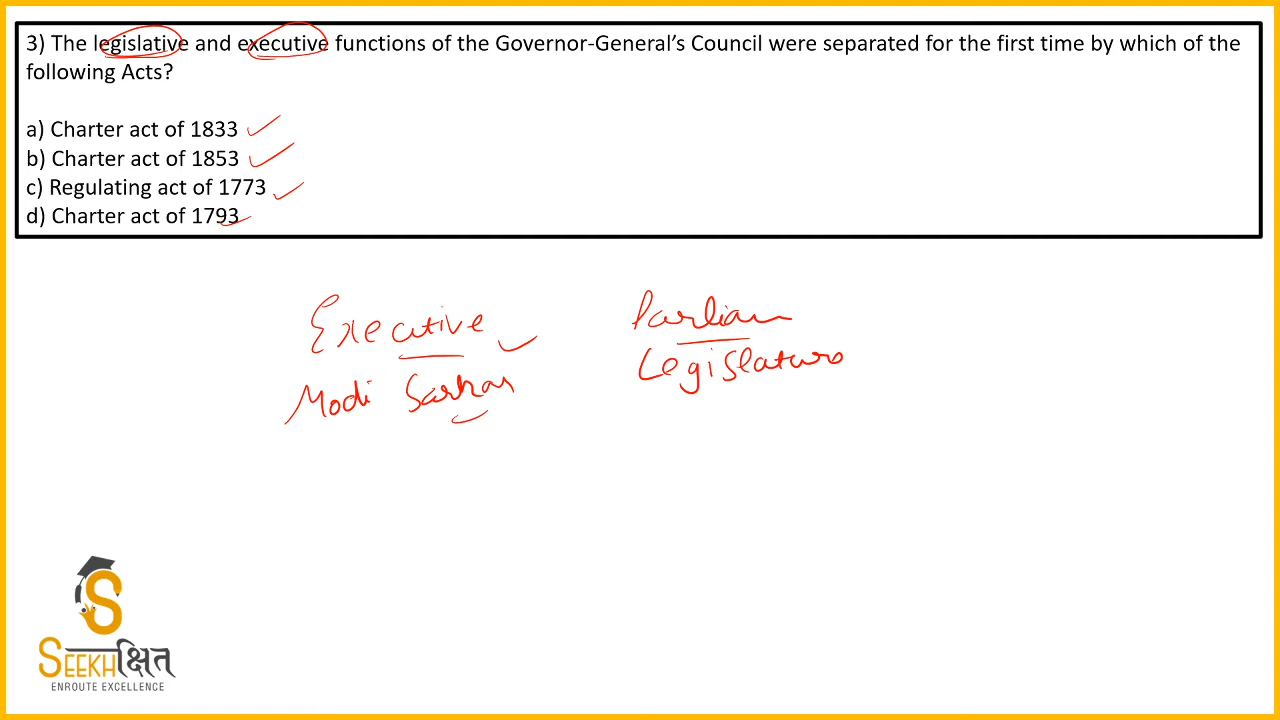 3) The legislative and executive functions of the Governor-General’s Council were separated for the first time by which of the
following Acts?
a) Charter act of 1833
b) Charter act of 1853
c) Regulating act of 1773
d) Charter act of 1793
Executive
Modi Sarkar
Parliam
Legislature
SEEKHक्षित
ENROUTE EXCELLENCE